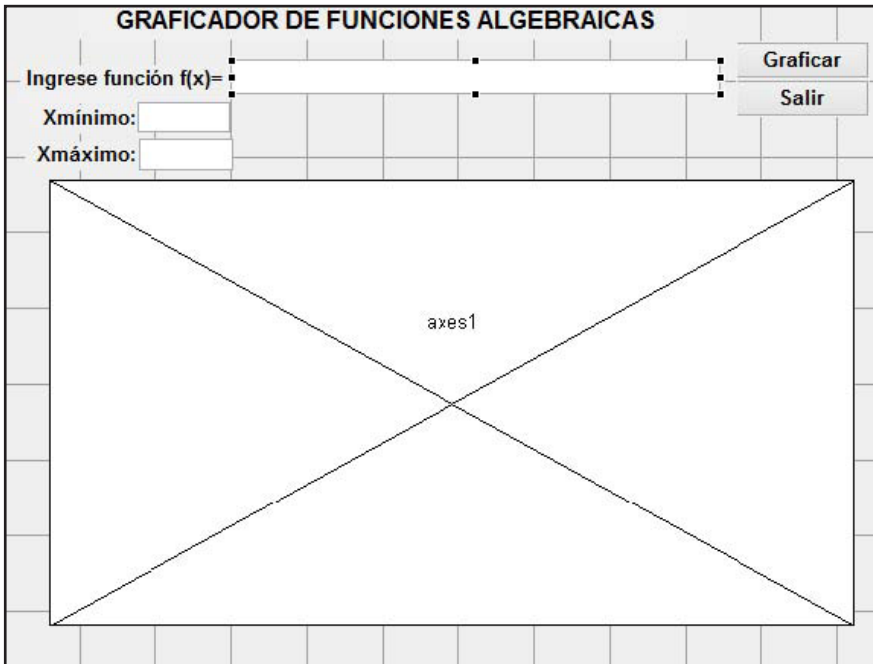 GRAFICADOR DE FUNCIONES ALGEBRAICAS
Ingrese función f(x)=
Graficar
Salir
Xmínimo:
Xmáximo:
axes1